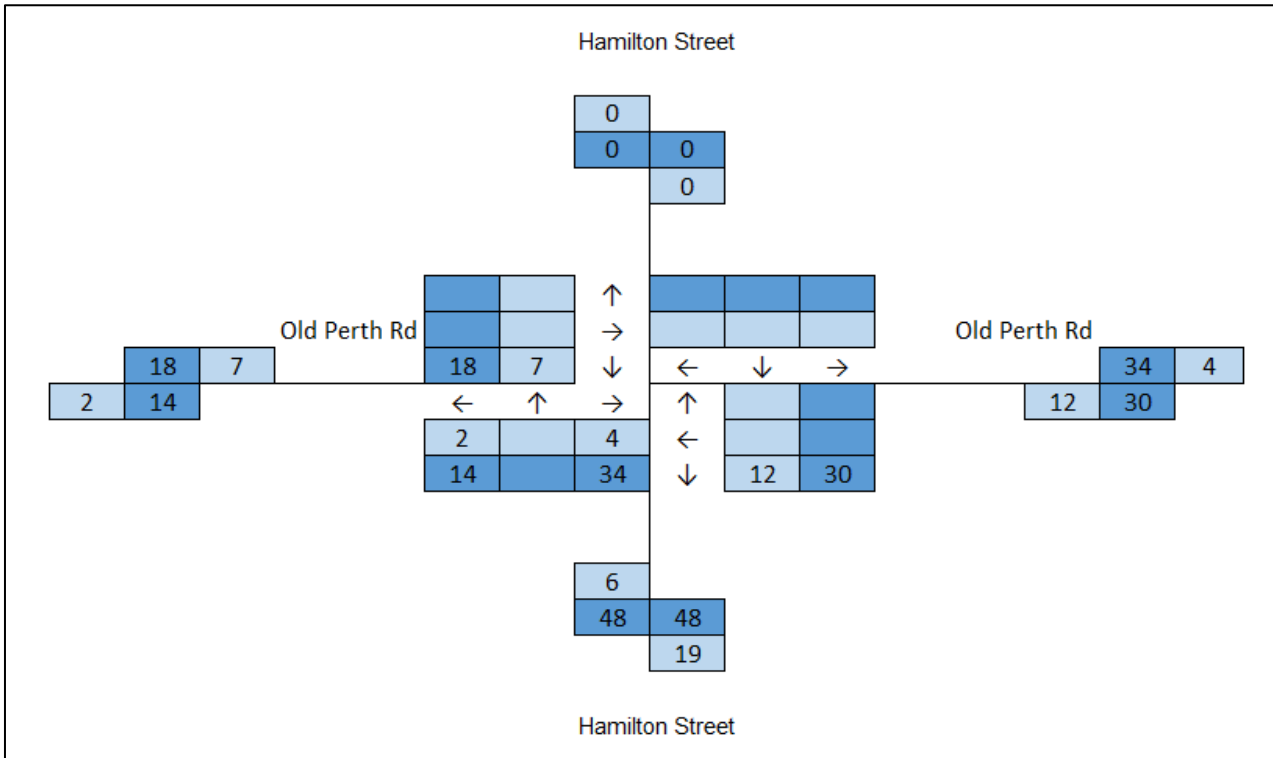 Hamilton Street
0
0 0
0
↑
Old Perth Rd → Old Perth Rd
18 7 18 7 ↓ ← ↓ → 34 4
2 14 ← ↑ → ↑ 12 30
2 4 ←
14 34 ↓ 12 30
6
48 48
19
Hamilton Street